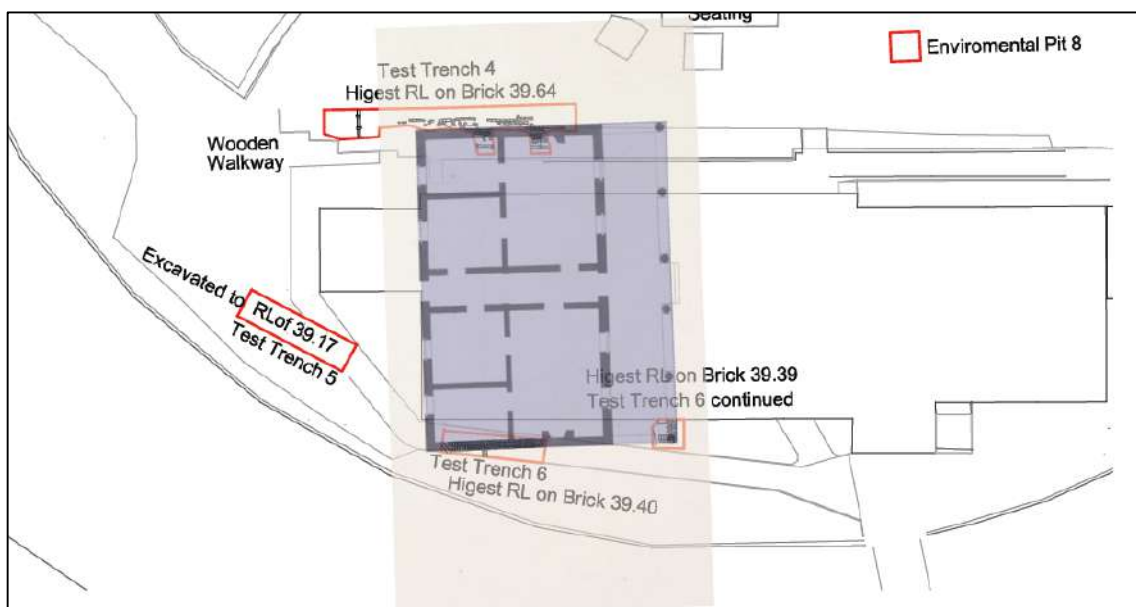 Seating
Enviromental Pit 8
Test Trench 4
Higest RL on Brick 39.64
Wooden
Walkway
Excavated to RLof 39.17
Test Trench 5
Higest RL on Brick 39.39
Test Trench 6 continued
Test Trench 6
Higest RL on Brick 39.40